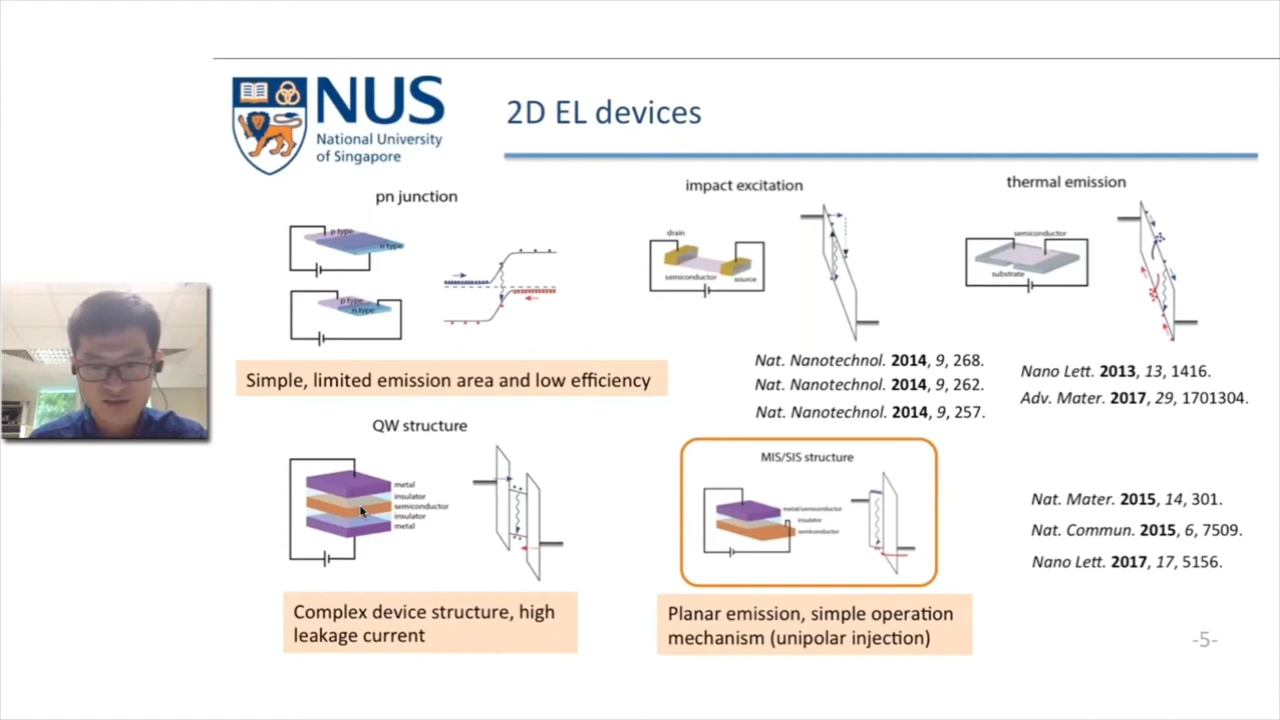 NUS
National University
of Singapore
2D EL devices
pn junction
p type
n type
p type
n type
impact excitation
drain
semiconductor
source
thermal emission
semiconductor
substrate
Simple, limited emission area and low efficiency
Nat. Nanotechnol. 2014, 9, 268.
Nat. Nanotechnol. 2014, 9, 262.
Nat. Nanotechnol. 2014, 9, 257.
Nano Lett. 2013, 13, 1416.
Adv. Mater. 2017, 29, 1701304.
QW structure
metal
insulator
semiconductor
insulator
metal
MIS/SIS structure
metal/semiconductor
insulator
semiconductor
Nat. Mater. 2015, 14, 301.
Nat. Commun. 2015, 6, 7509.
Nano Lett. 2017, 17, 5156.
Complex device structure, high
leakage current
Planar emission, simple operation
mechanism (unipolar injection)
-5-